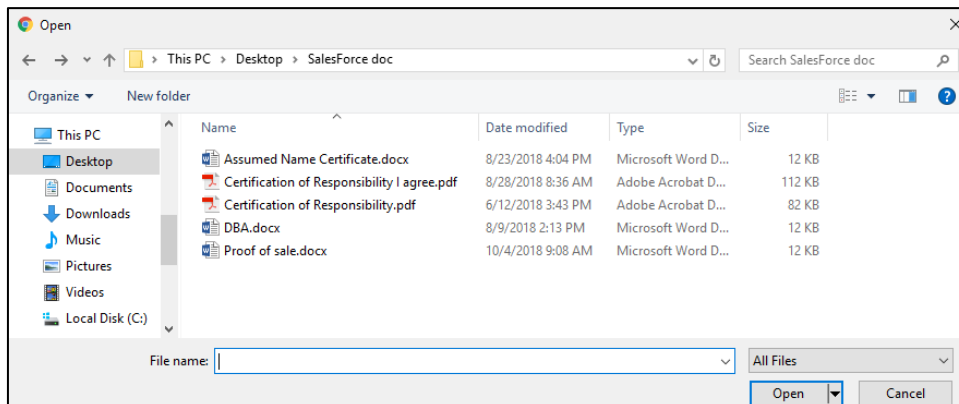 Open
This PC > Desktop > SalesForce doc
Search SalesForce doc
Organize
New folder
Name Date modified Type Size
This PC
Desktop
Documents
Downloads
Music
Pictures
Videos
Local Disk (C:)
Assumed Name Certificate.docx 8/23/2018 4:04 PM Microsoft Word D... 12 KB
Certification of Responsibility I agree.pdf 8/28/2018 8:36 AM Adobe Acrobat D... 112 KB
Certification of Responsibility.pdf 6/12/2018 3:43 PM Adobe Acrobat D... 82 KB
DBA.docx 8/9/2018 2:13 PM Microsoft Word D... 12 KB
Proof of sale.docx 10/4/2018 9:08 AM Microsoft Word D... 12 KB
File name:
All Files
Open
Cancel